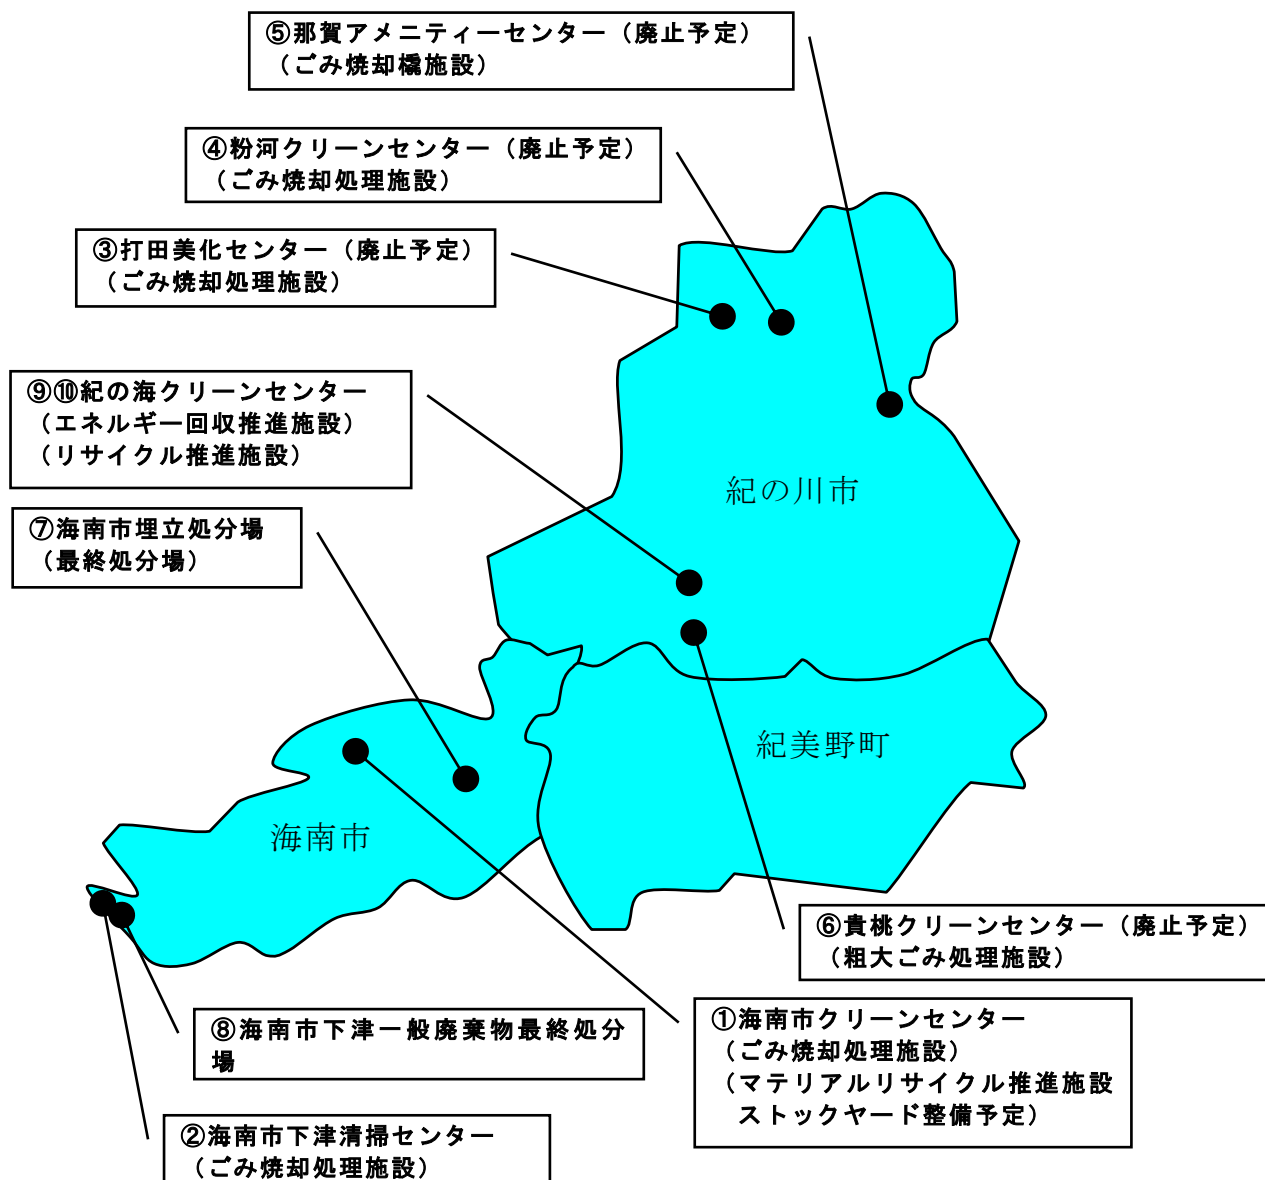 ⑤那賀アメニティーセンター（廃止予定）
（ごみ焼却橇施設）
④粉河クリーンセンター（廃止予定）
（ごみ焼却処理施設）
③打田美化センター（廃止予定）
（ごみ焼却処理施設）
⑨⑩紀の海クリーンセンター
（エネルギー回収推進施設）
（リサイクル推進施設）
⑦海南市埋立処分場
（最終処分場）
紀の川市
紀美野町
海南市
⑥貴桃クリーンセンター（廃止予定）
（粗大ごみ処理施設）
①海南市クリーンセンター
（ごみ焼却処理施設）
（マテリアルリサイクル推進施設
ストックヤード整備予定）
⑧海南市下津一般廃棄物最終処分
場
②海南市下津清掃センター
（ごみ焼却処理施設）